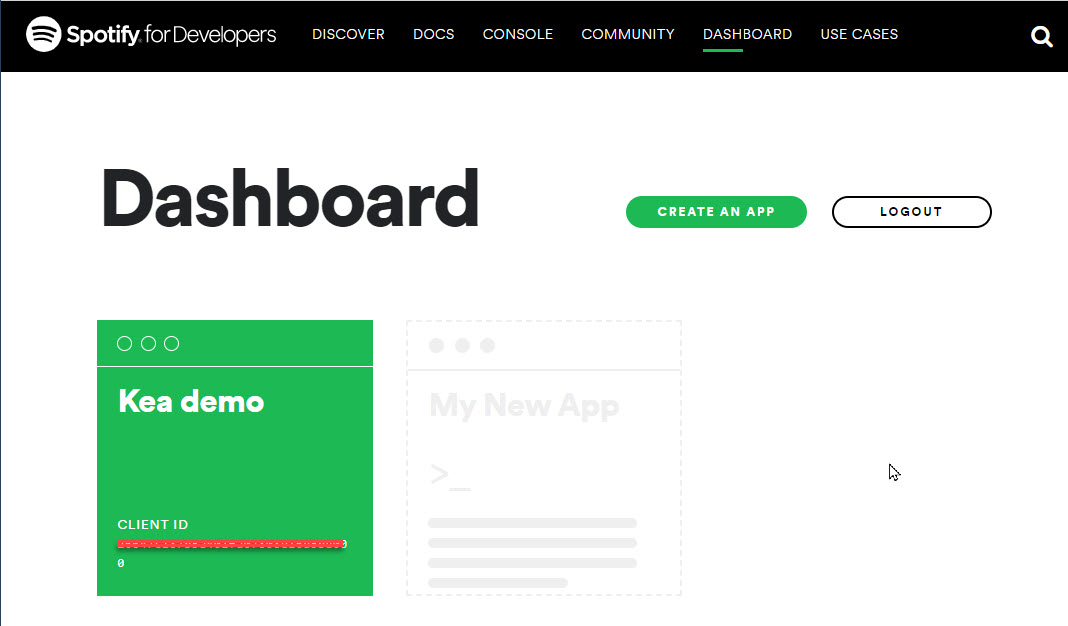 Spotify for Developers DISCOVER DOCS CONSOLE COMMUNITY DASHBOARD USE CASES
Dashboard
CREATE AN APP LOGOUT
Kea demo
My New App
>_
CLIENT ID
0
0